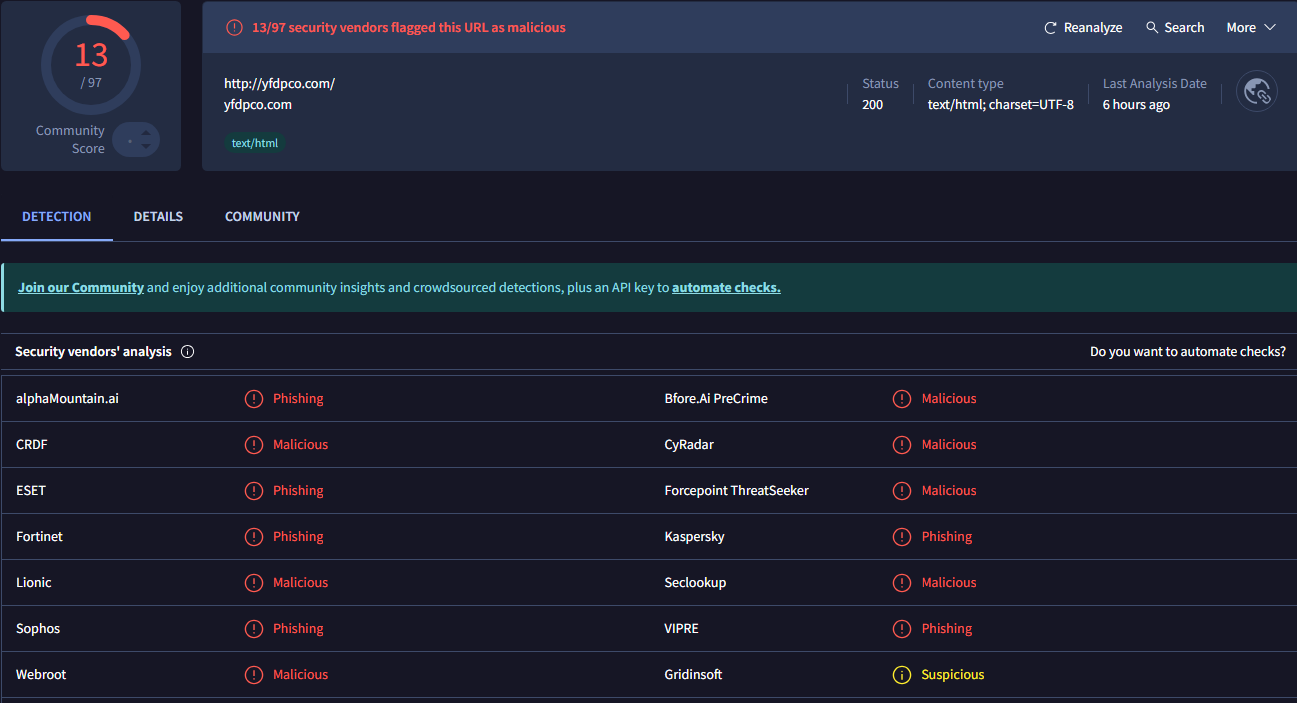 13
/ 97
Community
Score
13/97 security vendors flagged this URL as malicious
Reanalyze
Search
More
http://yfdpco.com/
yfdpco.com
text/html
Status
200
Content type
text/html; charset=UTF-8
Last Analysis Date
6 hours ago
DETECTION
DETAILS
COMMUNITY
Join our Community and enjoy additional community insights and crowdsourced detections, plus an API key to automate checks.
Security vendors' analysis
Do you want to automate checks?
alphaMountain.ai
Phishing
Bfore.Ai PreCrime
Malicious
CRDF
Malicious
CyRadar
Malicious
ESET
Phishing
Forcepoint ThreatSeeker
Malicious
Fortinet
Phishing
Kaspersky
Phishing
Lionic
Malicious
Seclookup
Malicious
Sophos
Phishing
VIPRE
Phishing
Webroot
Malicious
Gridinsoft
Suspicious